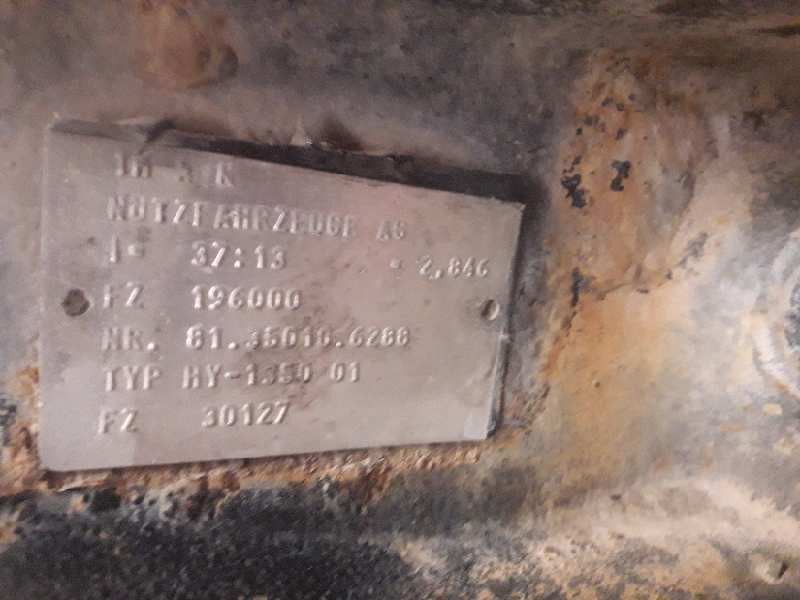 NUTZFAHRZEUGE AG
I= 37:13 = 2,846
FZ 196000
NR. 81.35010.6288
TYP HY-1350 01
FZ 30127